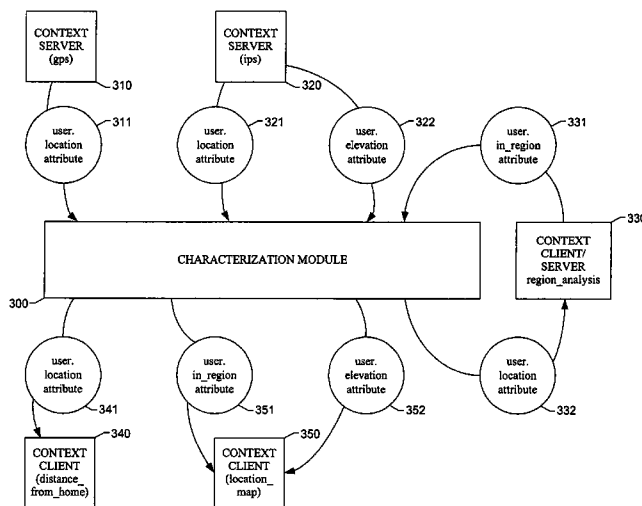 CONTEXT
SERVER
(gps)
310
CONTEXT
SERVER
(ips)
320
user.
location
attribute
311
user.
location
attribute
321
user.
elevation
attribute
322
user.
in_region
attribute
331
CHARACTERIZATION MODULE
300
CONTEXT
CLIENT/
SERVER
region_analysis
330
user.
location
attribute
341
user.
in_region
attribute
351
user.
elevation
attribute
352
user.
location
attribute
332
CONTEXT
CLIENT
(distance_
from_home)
340
CONTEXT
CLIENT
(location_
map)
350